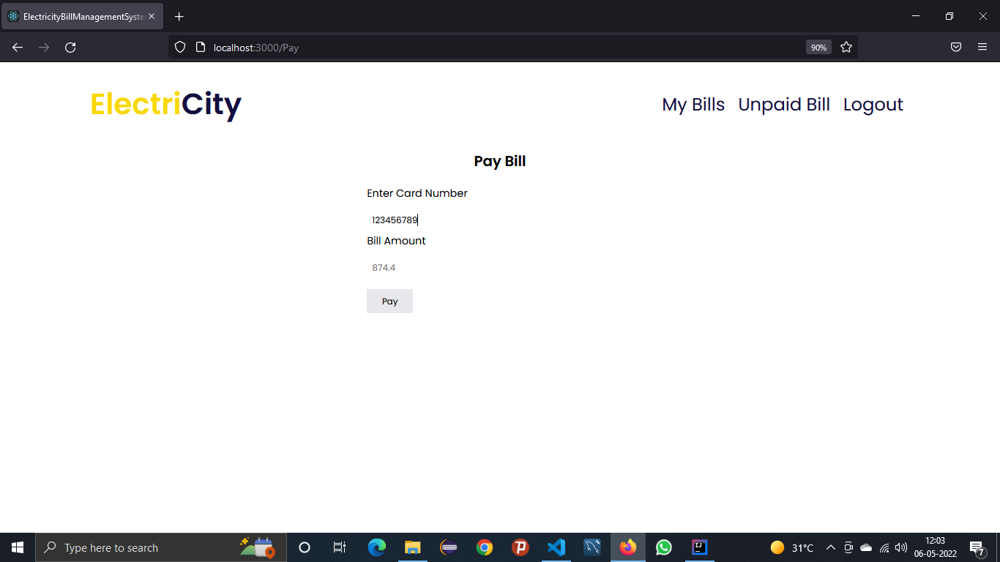 ElectricityBillManagementSyste
localhost:3000/Pay
90%
ElectriCity
My Bills Unpaid Bill Logout
Pay Bill
Enter Card Number
123456789
Bill Amount
874.4
Pay
Type here to search
31°C
12:03
06-05-2022
7